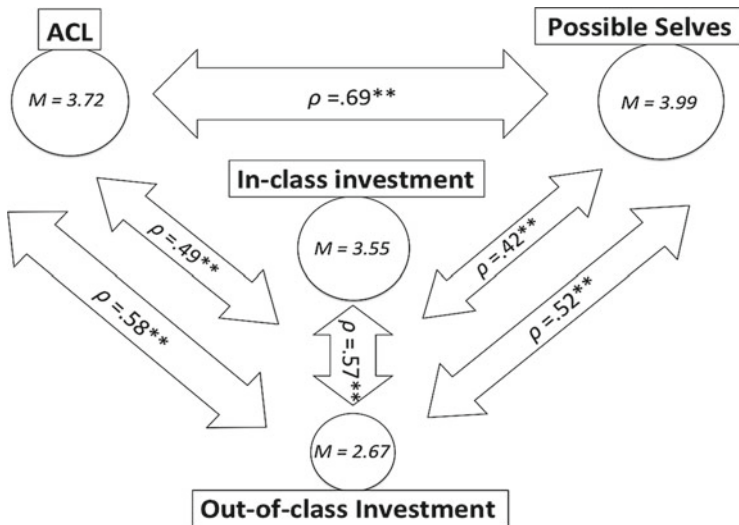 ACL
Possible Selves
M = 3.72
ρ =.69**
M = 3.99
In-class investment
M = 3.55
ρ =.49**
ρ =.42**
ρ =.58**
ρ =.57**
ρ =.52**
M = 2.67
Out-of-class Investment